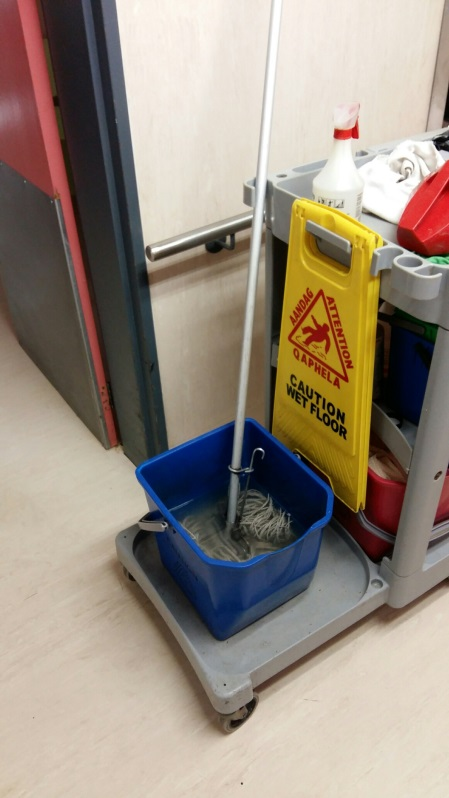 AANDAG
ATTENTION
QAPHELA
CAUTION
WET FLOOR